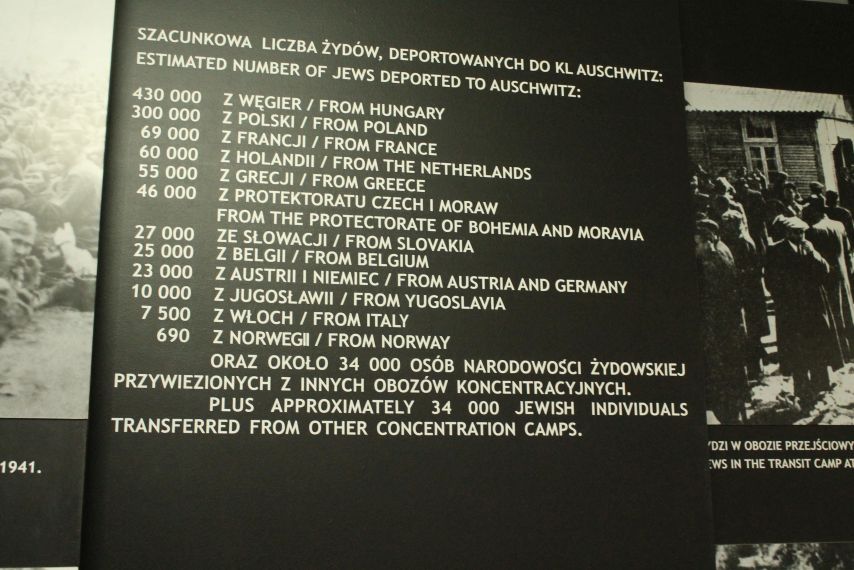 SZACUNKOWA LICZBA ŻYDÓW, DEPORTOWANYCH DO KL AUSCHWITZ:
ESTIMATED NUMBER OF JEWS DEPORTED TO AUSCHWITZ:
430 000 Z WĘGIER / FROM HUNGARY
300 000 Z POLSKI / FROM POLAND
69 000 Z FRANCJI / FROM FRANCE
60 000 Z HOLANDII / FROM THE NETHERLANDS
55 000 Z GRECJI / FROM GREECE
46 000 Z PROTEKTORATU CZECH I MORAW
FROM THE PROTECTORATE OF BOHEMIA AND MORAVIA
27 000 ZE SŁOWACJI / FROM SLOVAKIA
25 000 Z BELGII / FROM BELGIUM
23 000 Z AUSTRII I NIEMIEC / FROM AUSTRIA AND GERMANY
10 000 Z JUGOSŁAWII / FROM YUGOSLAVIA
7 500 Z WŁOCH / FROM ITALY
690 Z NORWEGII / FROM NORWAY
ORAZ OKOŁO 34 000 OSÓB NARODOWOŚCI ŻYDOWSKIEJ
PRZYWIEZIONYCH Z INNYCH OBOZÓW KONCENTRACYJNYCH.
PLUS APPROXIMATELY 34 000 JEWISH INDIVIDUALS
TRANSFERRED FROM OTHER CONCENTRATION CAMPS.
1941.
YDZI W OBOZIE PRZEJŚCIOWY
EWS IN THE TRANSIT CAMP AT